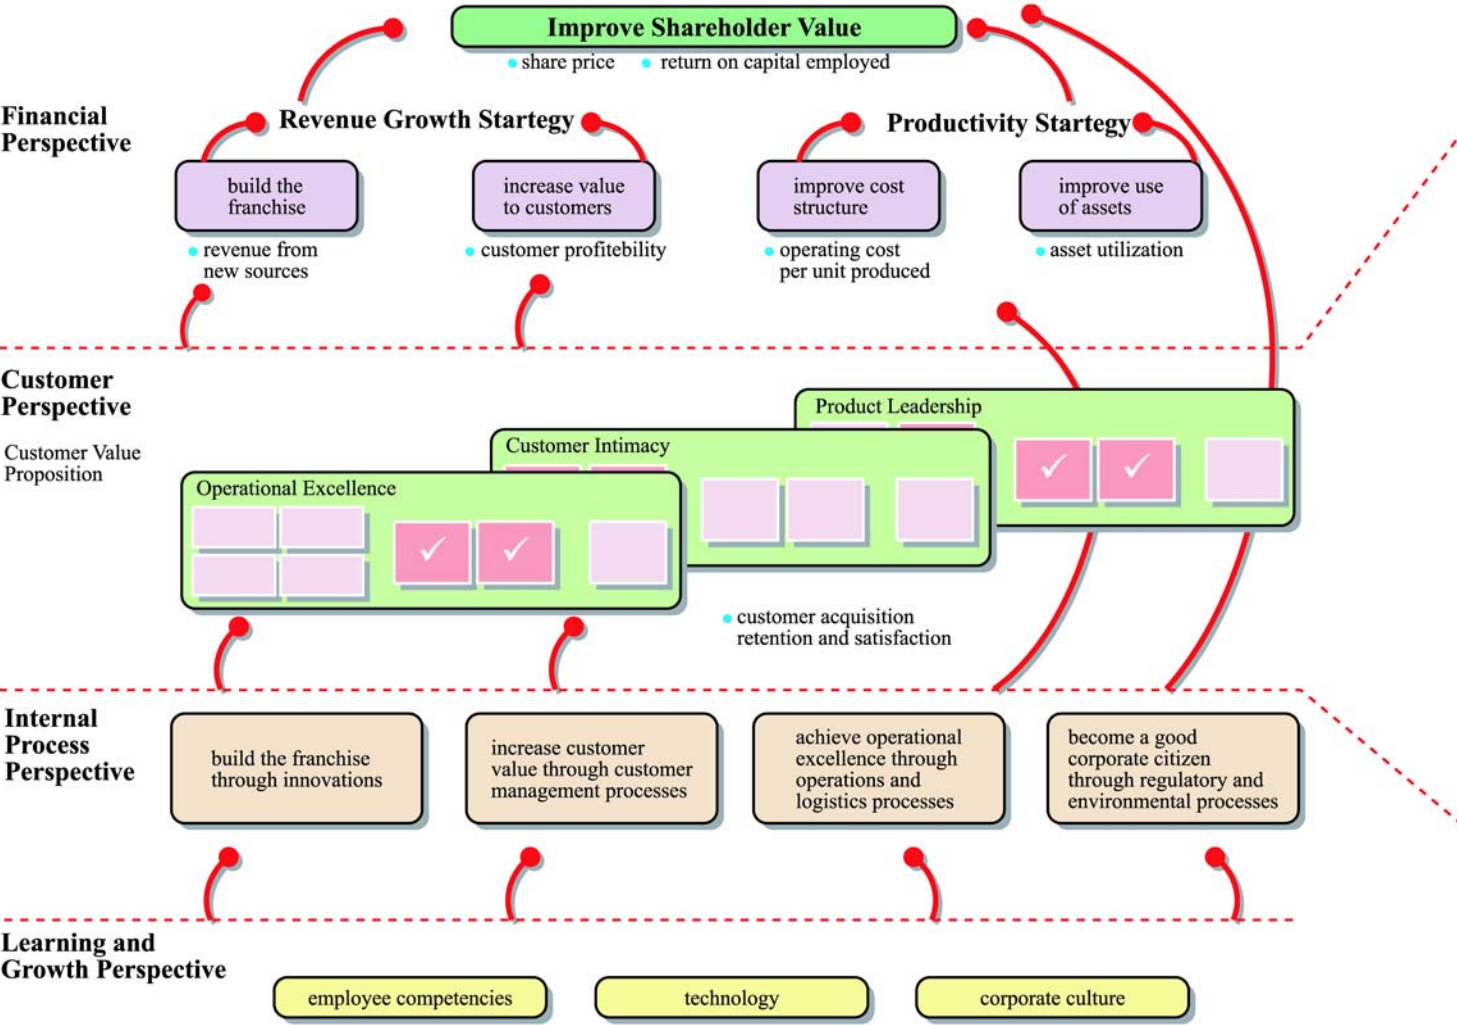 Improve Shareholder Value
share price
return on capital employed
Financial
Perspective
Revenue Growth Startegy
Productivity Startegy
build the
franchise
increase value
to customers
improve cost
structure
improve use
of assets
revenue from
new sources
customer profitebility
operating cost
per unit produced
asset utilization
Customer
Perspective
Customer Value
Proposition
Product Leadership
Customer Intimacy
Operational Excellence
customer acquisition
retention and satisfaction
Internal
Process
Perspective
build the franchise
through innovations
increase customer
value through customer
management processes
achieve operational
excellence through
operations and
logistics processes
become a good
corporate citizen
through regulatory and
environmental processes
Learning and
Growth Perspective
employee competencies
technology
corporate culture